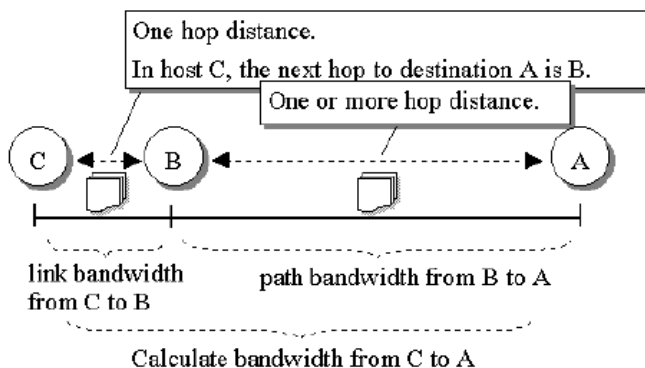 One hop distance.
In host C, the next hop to destination A is B.
One or more hop distance.
C
B
A
link bandwidth
from C to B
path bandwidth from B to A
Calculate bandwidth from C to A